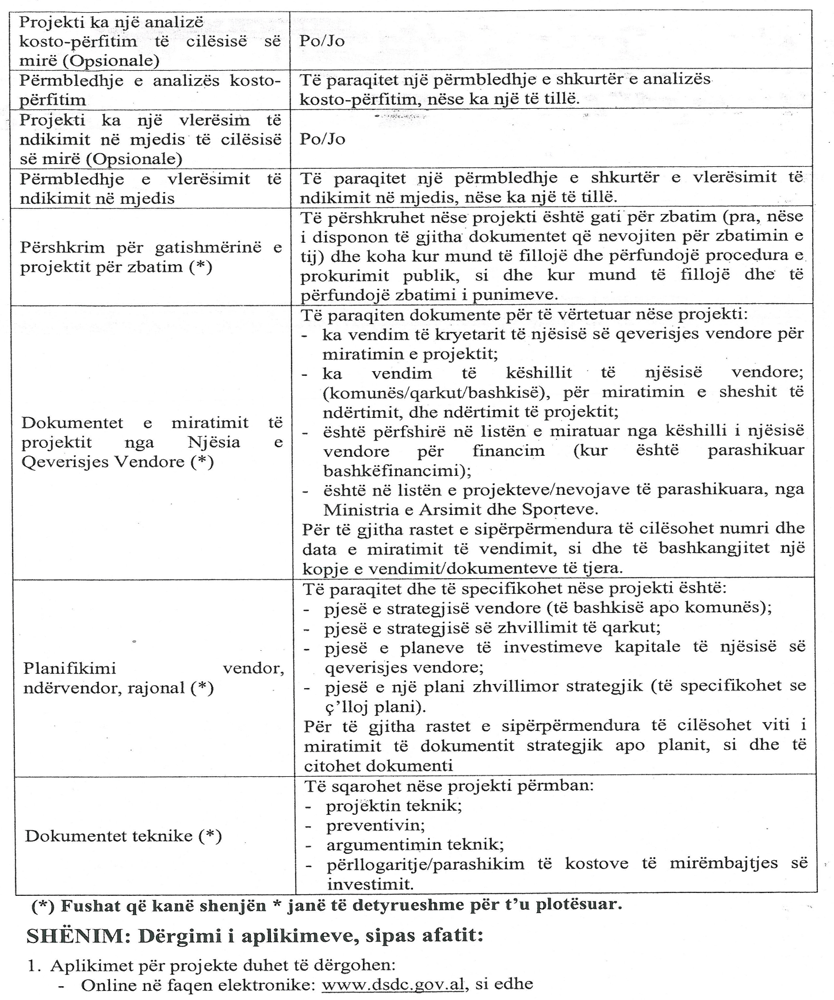 Projekti ka një analizë
kosto-përfitim të cilësisë së
mirë (Opsionale)
Po/Jo
Përmbledhje e analizës kosto-
përfitim
Të paraqitet një përmbledhje e shkurtër e analizës
kosto-përfitim, nëse ka një të tillë.
Projekti ka një vlerësim të
ndikimit në mjedis të cilësisë
së mirë (Opsionale)
Po/Jo
Përmbledhje e vlerësimit të
ndikimit në mjedis
Të paraqitet një përmbledhje e shkurtër e vlerësimit të
ndikimit në mjedis, nëse ka një të tillë.
Përshkrim për gatishmërinë e
projektit për zbatim (*)
Të përshkruhet nëse projekti është gati për zbatim (pra, nëse
i disponon të gjitha dokumentet që nevojiten për zbatimin e
tij) dhe koha kur mund të fillojë dhe përfundojë procedura e
prokurimit publik, si dhe kur mund të fillojë dhe të
përfundojë zbatimi i punimeve.
Dokumentet e miratimit të
projektit nga Njësia e
Qeverisjes Vendore (*)
Të paraqiten dokumente për të vërtetuar nëse projekti:
- ka vendim të kryetarit të njësisë së qeverisjes vendore për
miratimin e projektit;
- ka vendim të këshillit të njësisë vendore;
(komunës/qarkut/bashkisë), për miratimin e sheshit të
ndërtimit, dhe ndërtimit të projektit;
- është përfshirë në listën e miratuar nga këshilli i njësisë
vendore për financim (kur është parashikuar
bashkëfinancimi);
- është në listën e projekteve/nevojave të parashikuara, nga
Ministria e Arsimit dhe Sporteve.
Për të gjitha rastet e sipërpërmendura të cilësohet numri dhe
data e miratimit të vendimit, si dhe të bashkangjitet një
kopje e vendimit/dokumenteve të tjera.
Planifikimi vendor,
ndërvendor, rajonal (*)
Të paraqitet dhe të specifikohet nëse projekti është:
- pjesë e strategjisë vendore (të bashkisë apo komunës);
- pjesë e strategjisë së zhvillimit të qarkut;
- pjesë e planeve të investimeve kapitale të njësisë së
qeverisjes vendore;
- pjesë e një plani zhvillimor strategjik (të specifikohet se
ç’lloj plani).
Për të gjitha rastet e sipërpërmendura të cilësohet viti i
miratimit të dokumentit strategjik apo planit, si dhe të
citohet dokumenti
Dokumentet teknike (*)
Të sqarohet nëse projekti përmban:
- projektin teknik;
- preventivin;
- argumentimin teknik;
- përllogaritje/parashikim të kostove të mirëmbajtjes së
investimit.
(*) Fushat që kanë shenjën * janë të detyrueshme për t’u plotësuar.
SHËNIM: Dërgimi i aplikimeve, sipas afatit:
1. Aplikimet për projekte duhet të dërgohen:
- Online në faqen elektronike: www.dsdc.gov.al, si edhe